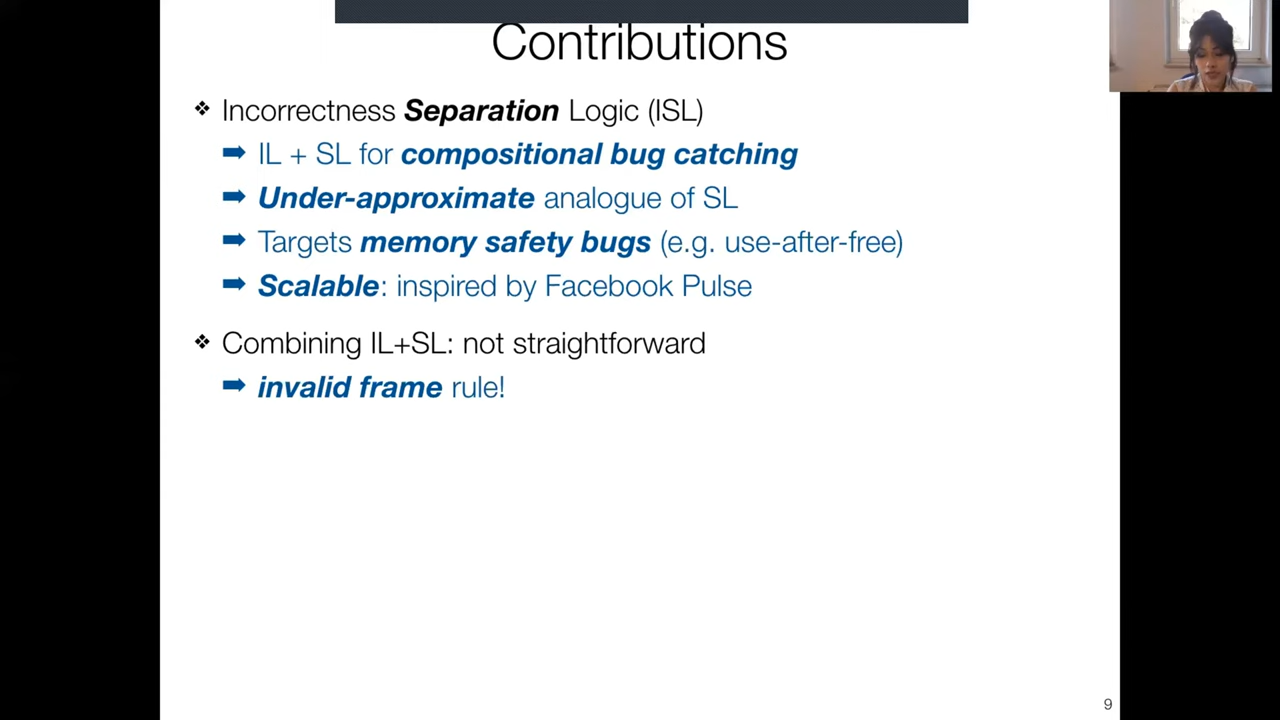 Contributions
❖ Incorrectness Separation Logic (ISL)
➡ IL + SL for compositional bug catching
➡ Under-approximate analogue of SL
➡ Targets memory safety bugs (e.g. use-after-free)
➡ Scalable: inspired by Facebook Pulse
❖ Combining IL+SL: not straightforward
➡ invalid frame rule!
9